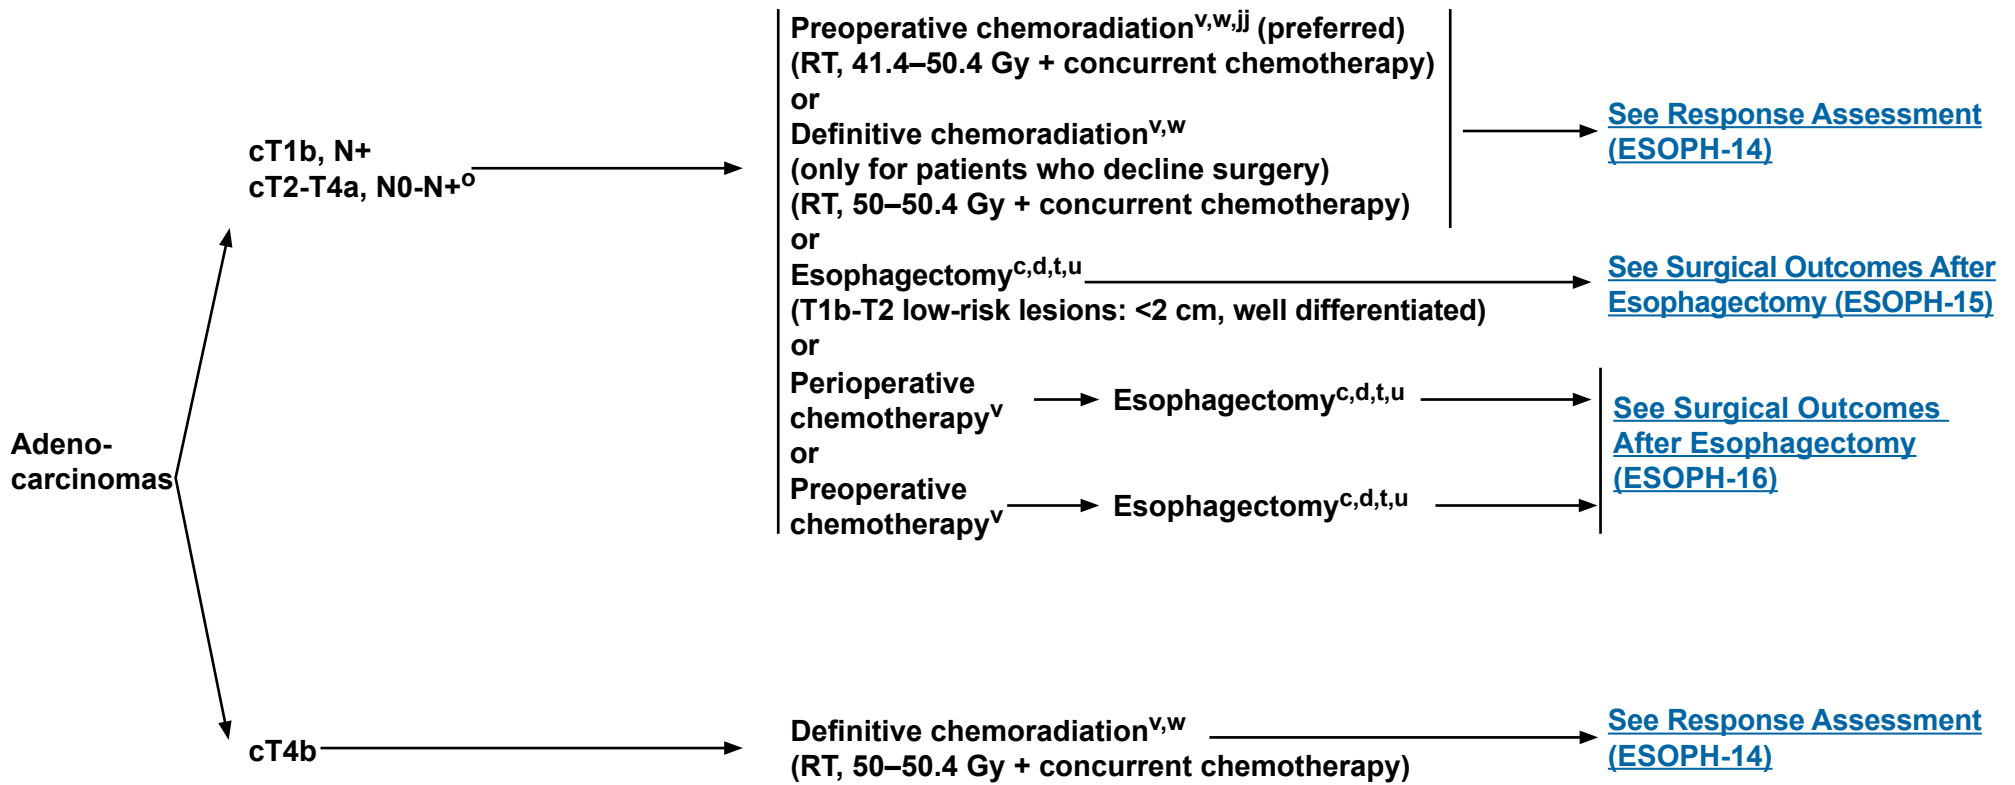 Adeno-
carcinomas
cT1b, N+
cT2-T4a, N0-N+o
Preoperative chemoradiationv,w,jj (preferred)
(RT, 41.4–50.4 Gy + concurrent chemotherapy)
or
Definitive chemoradiationv,w
(only for patients who decline surgery)
(RT, 50–50.4 Gy + concurrent chemotherapy)
See Response Assessment
(ESOPH-14)
or
Esophagectomyc,d,t,u
(T1b-T2 low-risk lesions: <2 cm, well differentiated)
See Surgical Outcomes After
Esophagectomy (ESOPH-15)
or
Perioperative
chemotherapyv
Esophagectomyc,d,t,u
or
Preoperative
chemotherapyv
Esophagectomyc,d,t,u
See Surgical Outcomes
After Esophagectomy
(ESOPH-16)
cT4b
Definitive chemoradiationv,w
(RT, 50–50.4 Gy + concurrent chemotherapy)
See Response Assessment
(ESOPH-14)